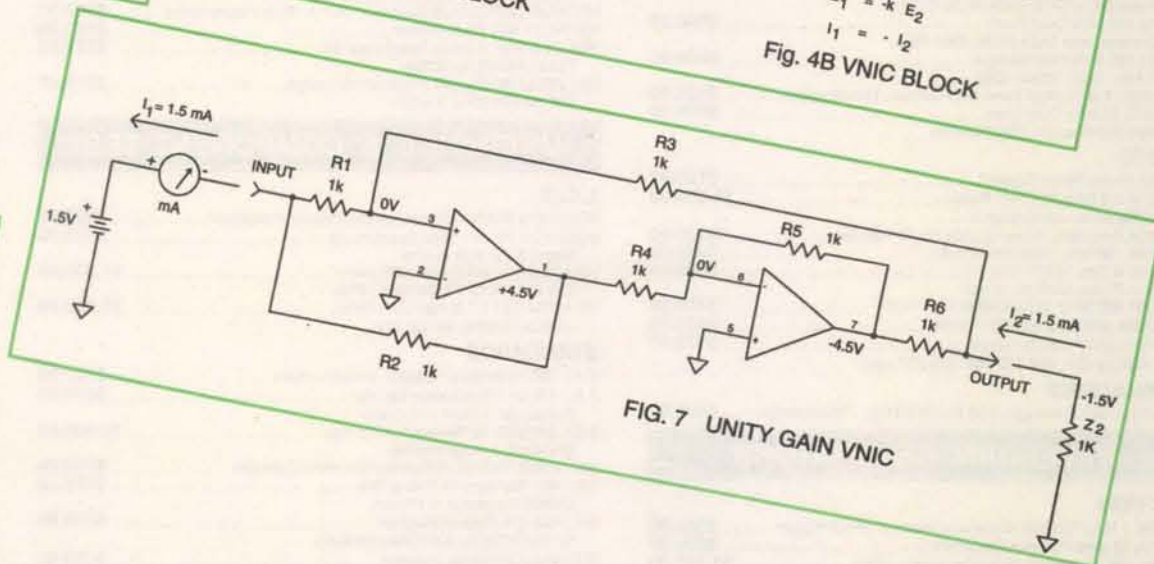 BLOCK
= -k E2
I1 = - I2
Fig. 4B VNIC BLOCK
I1= 1.5 mA
+
-
mA
1.5V
+
INPUT
R1
1k
0V
3
+
2
-
1
+4.5V
R2 1k
R3
1k
R4
1k
0V
R5 1k
6
-
5
+
7
-4.5V
R6
1k
I2= 1.5 mA
OUTPUT
-1.5V
Z2
1K
FIG. 7 UNITY GAIN VNIC